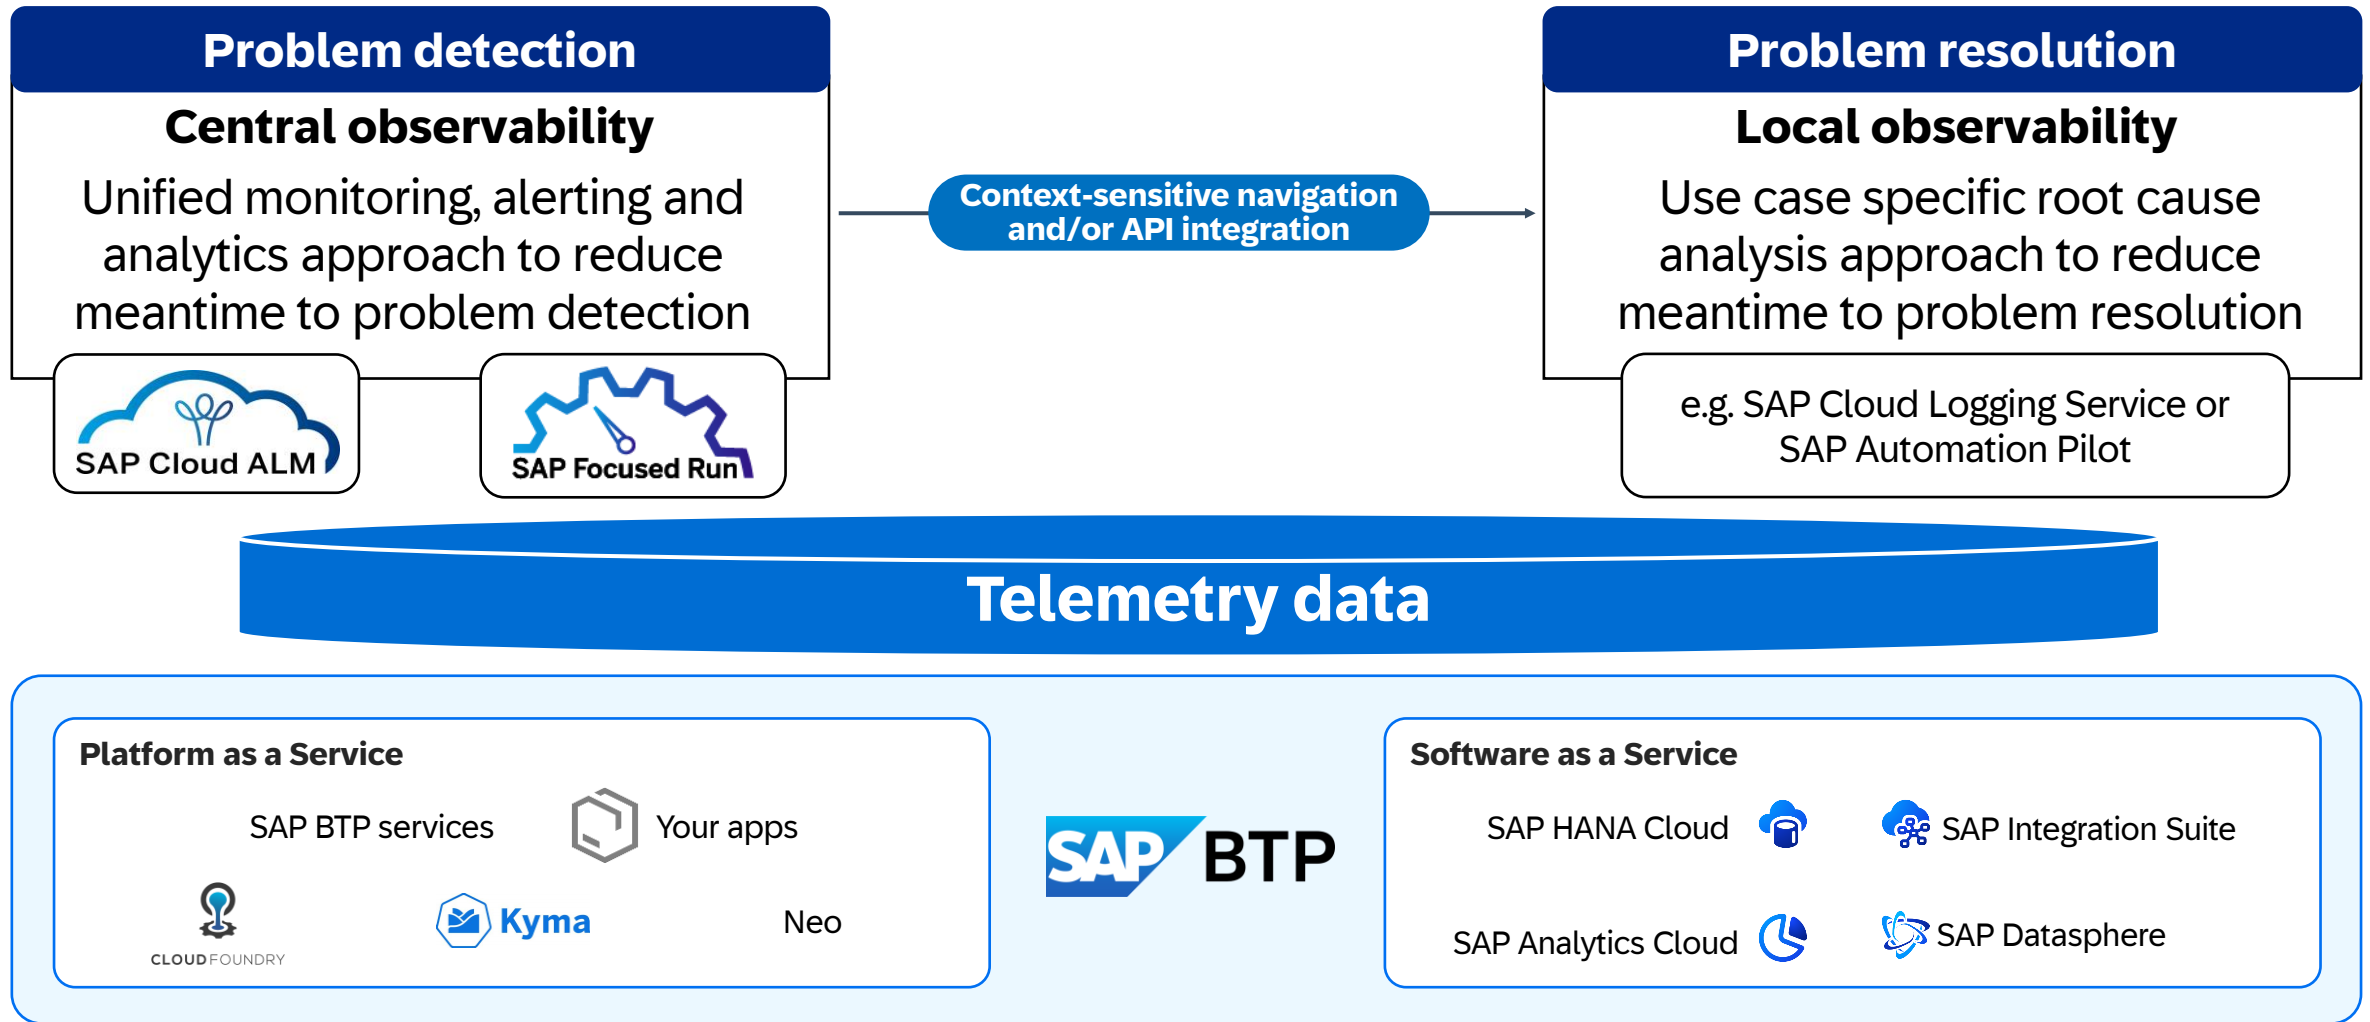 Problem detection
Central observability
Unified monitoring, alerting and
analytics approach to reduce
meantime to problem detection
SAP Cloud ALM
SAP Focused Run
Context-sensitive navigation
and/or API integration
Problem resolution
Local observability
Use case specific root cause
analysis approach to reduce
meantime to problem resolution
e.g. SAP Cloud Logging Service or
SAP Automation Pilot
Telemetry data
Platform as a Service
SAP BTP services
Your apps
CLOUDFOUNDRY
Kyma
Neo
SAP BTP
Software as a Service
SAP HANA Cloud
SAP Integration Suite
SAP Analytics Cloud
SAP Datasphere